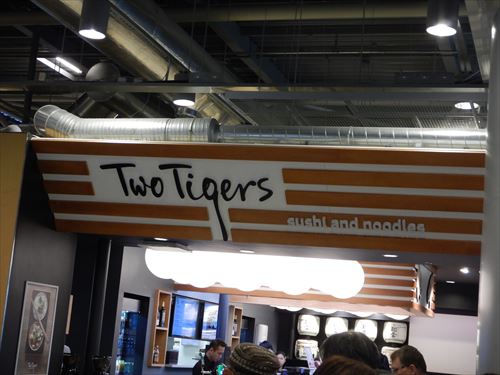 Two Tigers
sushi and noodles